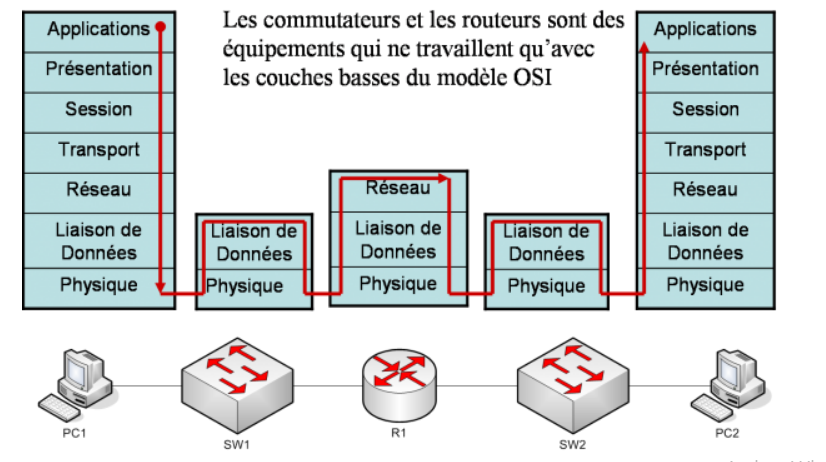 Les commutateurs et les routeurs sont des
équipements qui ne travaillent qu'avec
les couches basses du modèle OSI
Applications
Présentation
Session
Transport
Réseau
Liaison de
Données
Physique
Liaison de
Données
Physique
Réseau
Liaison de
Données
Physique
Liaison de
Données
Physique
Applications
Présentation
Session
Transport
Réseau
Liaison de
Données
Physique
PC1
SW1
R1
SW2
PC2